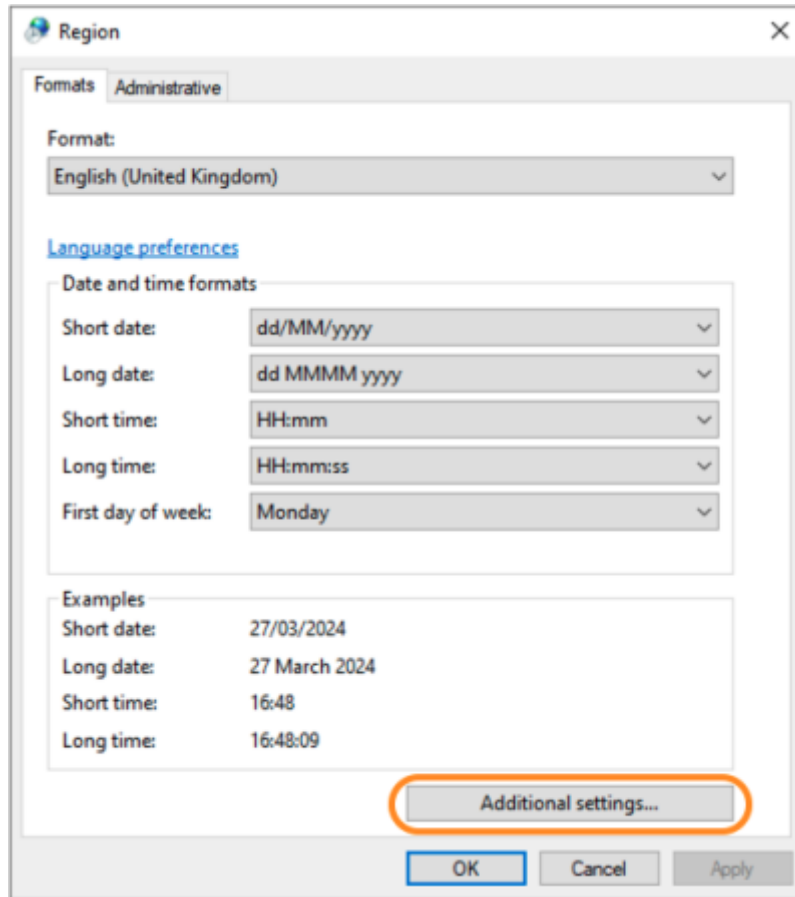 Region
Formats Administrative
Format:
English (United Kingdom)
Language preferences
Date and time formats
Short date: dd/MM/yyyy
Long date: dd MMMM yyyy
Short time: HH:mm
Long time: HH:mm:ss
First day of week: Monday
Examples
Short date: 27/03/2024
Long date: 27 March 2024
Short time: 16:48
Long time: 16:48:09
Additional settings...
OK Cancel Apply